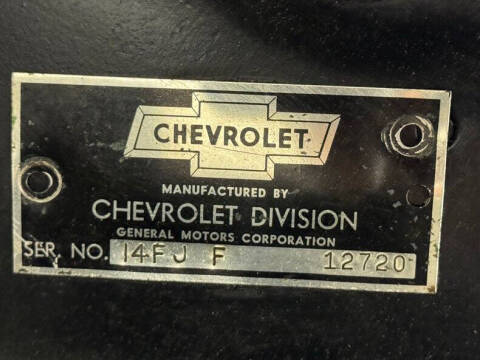 CHEVROLET
MANUFACTURED BY
CHEVROLET DIVISION
GENERAL MOTORS CORPORATION
SER. NO. 14FJ F 12720